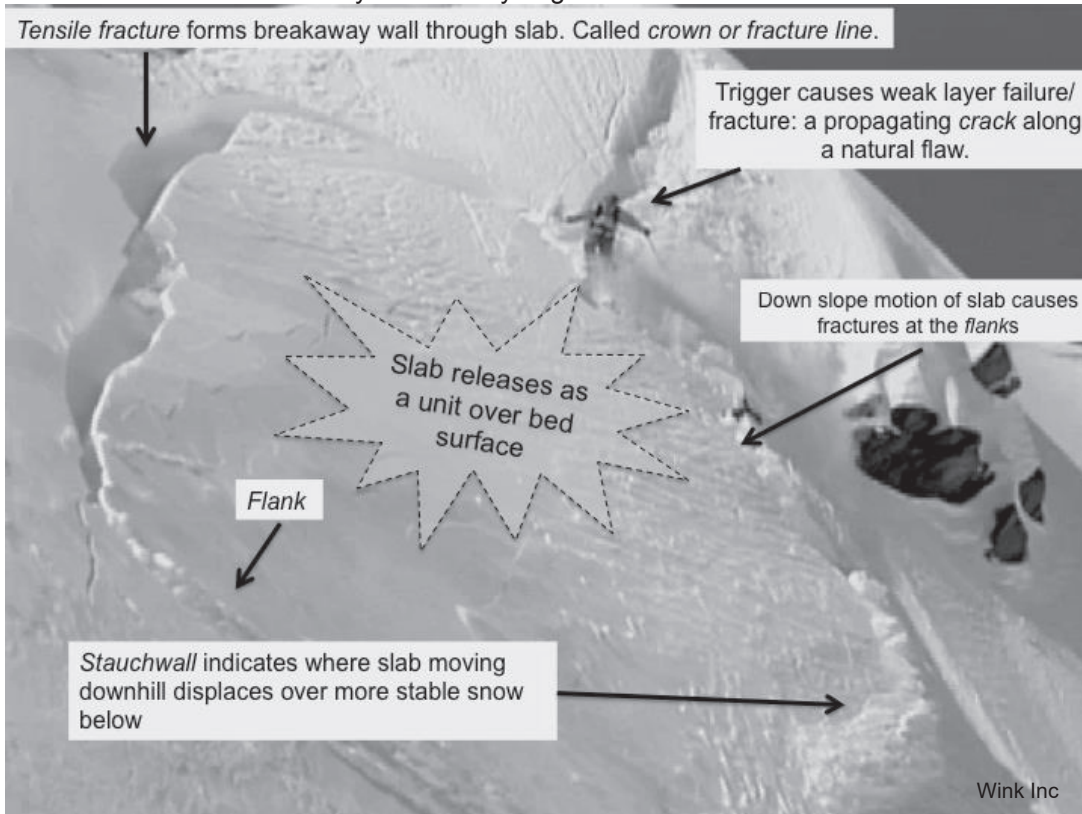 Tensile fracture forms breakaway wall through slab. Called crown or fracture line.
Trigger causes weak layer failure/
fracture: a propagating crack along
a natural flaw.
Down slope motion of slab causes
fractures at the flanks
Slab releases as
a unit over bed
surface
Flank
Stauchwall indicates where slab moving
downhill displaces over more stable snow
below
Wink Inc